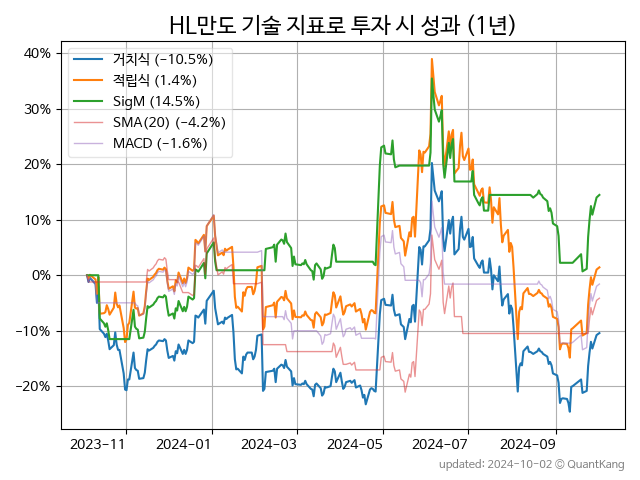 HL만도 기술 지표로 투자 시 성과 (1년)
40%
30%
20%
10%
0%
−10%
−20%
거치식 (−10.5%)
적립식 (1.4%)
SigM (14.5%)
SMA(20) (−4.2%)
MACD (−1.6%)
2023-11
2024-01
2024-03
2024-05
2024-07
2024-09
updated: 2024-10-02 © QuantKang